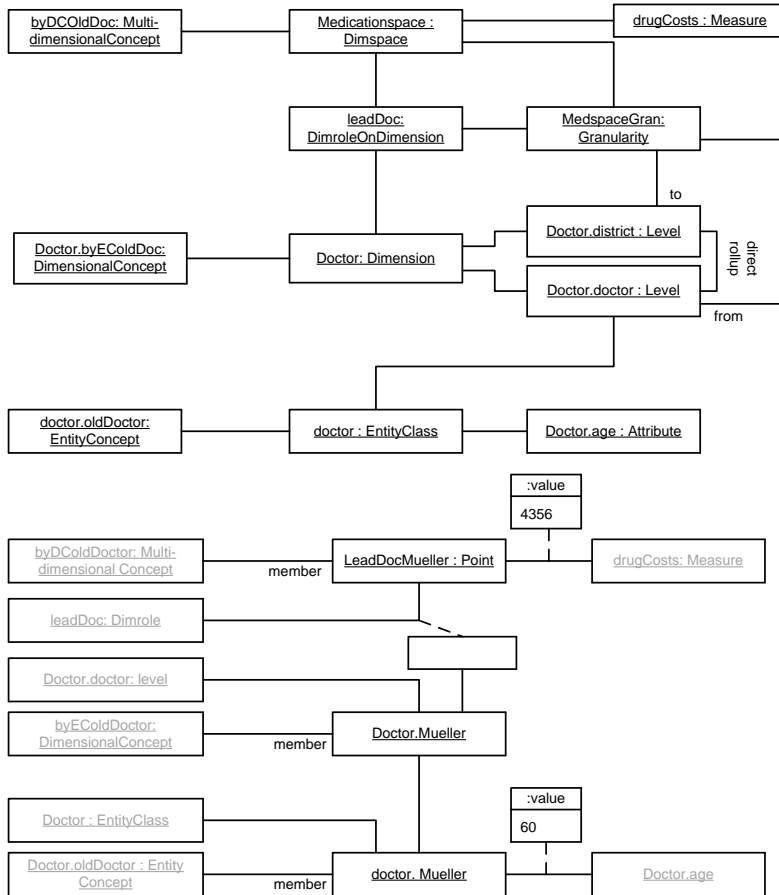 byDCOldDoc: Multi-
dimensionalConcept
Medicationspace :
Dimspace
drugCosts : Measure
leadDoc:
DimroleOnDimension
MedspaceGran:
Granularity
to
Doctor.byEColdDoc:
DimensionalConcept
Doctor: Dimension
Doctor.district : Level
direct
rollup
Doctor.doctor : Level
from
doctor.oldDoctor:
EntityConcept
doctor : EntityClass
Doctor.age : Attribute
:value
4356
byDColdDoctor: Multi-
dimensional Concept
member
LeadDocMueller : Point
drugCosts: Measure
leadDoc: Dimrole
Doctor.doctor: level
byEColdDoctor:
DimensionalConcept
member
Doctor.Mueller
:value
60
Doctor : EntityClass
Doctor.oldDoctor : Entity
Concept
member
doctor. Mueller
Doctor.age